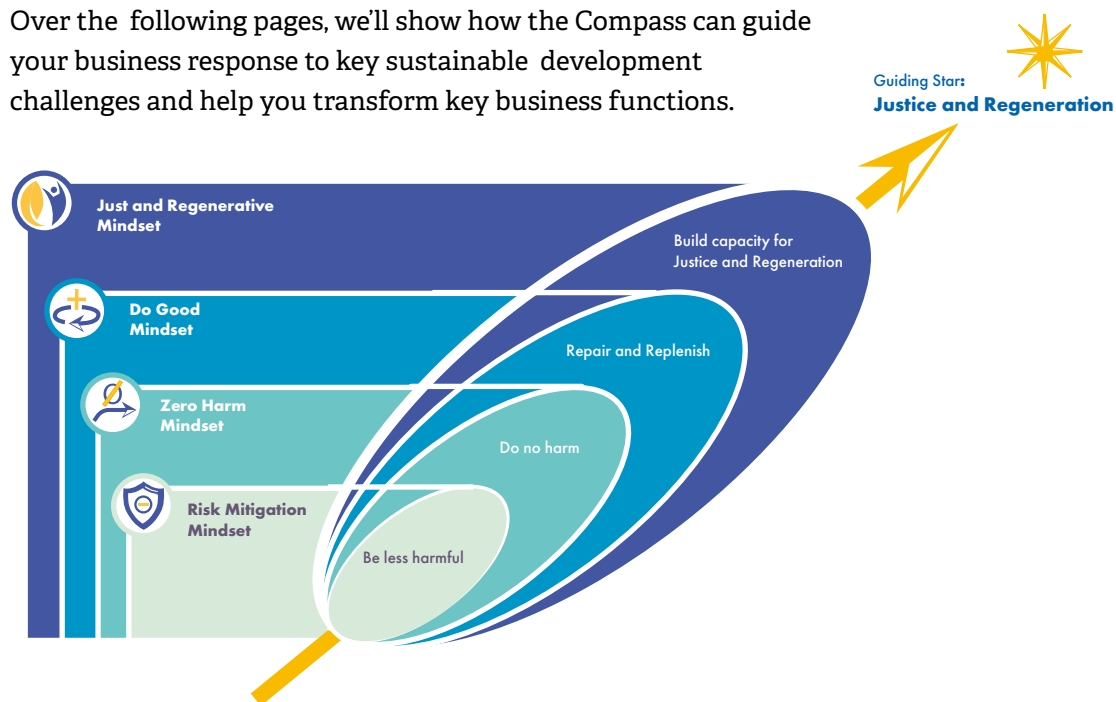 Over the following pages, we'll show how the Compass can guide
your business response to key sustainable development
challenges and help you transform key business functions.
Guiding Star:
Justice and Regeneration
Just and Regenerative
Mindset
Build capacity for
Justice and Regeneration
Do Good
Mindset
Repair and Replenish
Zero Harm
Mindset
Do no harm
Risk Mitigation
Mindset
Be less harmful